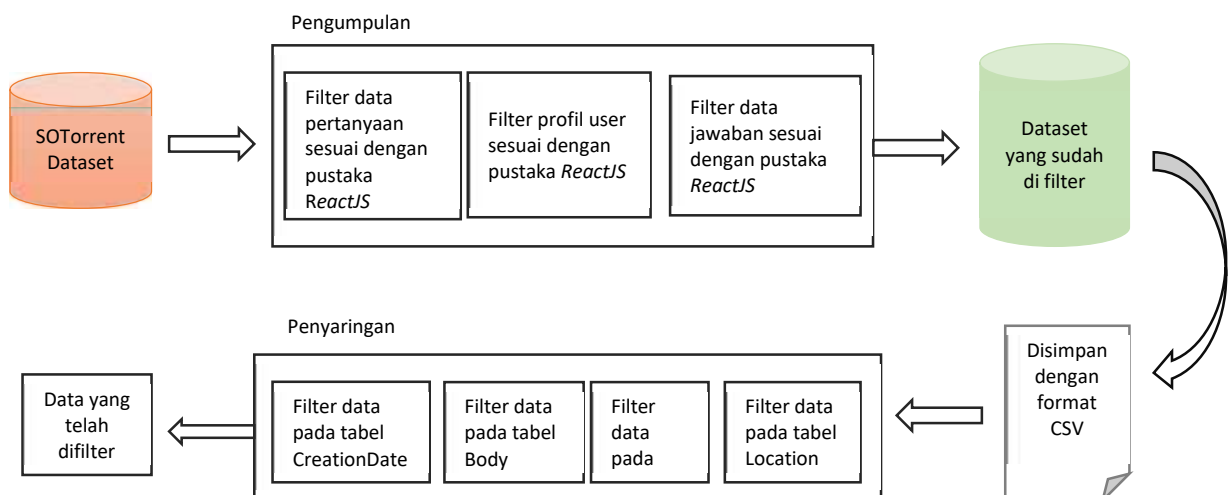 Pengumpulan
SOTorrent
Dataset
Filter data
pertanyaan
sesuai dengan
pustaka
ReactJS
Filter profil user
sesuai dengan
pustaka ReactJS
Filter data
jawaban sesuai
dengan pustaka
ReactJS
Dataset
yang sudah
di filter
Disimpan
dengan
format
CSV
Penyaringan
Filter data
pada tabel
Location
Filter
data
pada
Filter data
pada tabel
Body
Filter data
pada tabel
CreationDate
Data yang
telah
difilter